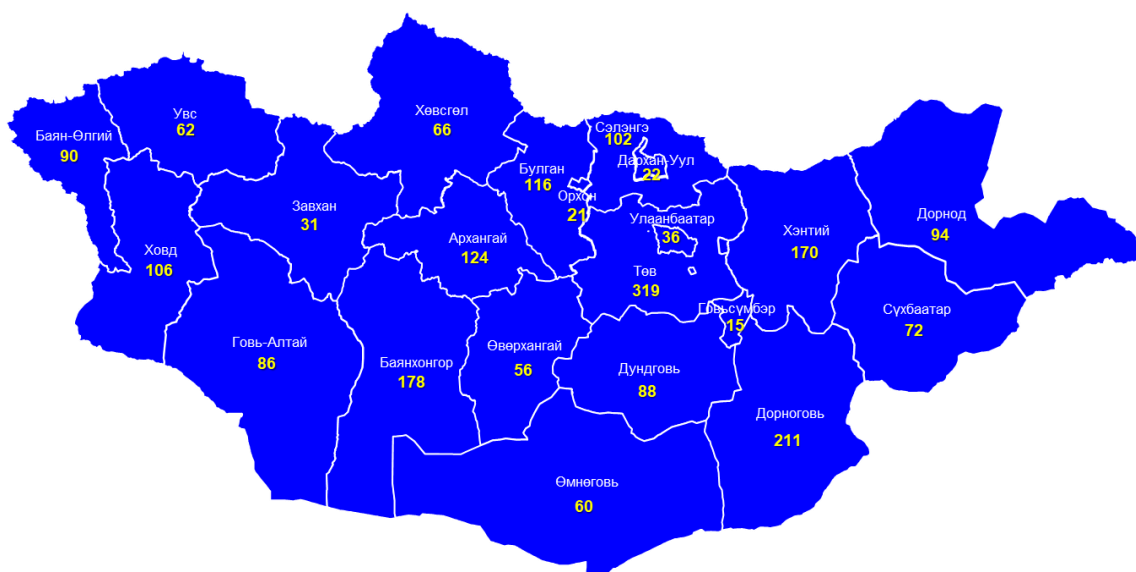 Хөвсгөл
66
Увс
62
Баян-Өлгий
90
Сэлэнгэ
102
Дархан-Уул
22
Булган
116
Орхон
21
Завхан
31
Улаанбаатар
36
Архангай
124
Ховд
106
Хэнтий
170
Дорнод
94
Төв
319
Говьсүмбэр
15
Сүхбаатар
72
Говь-Алтай
86
Баянхонгор
178
Өвөрхангай
56
Дундговь
88
Дорноговь
211
Өмнөговь
60